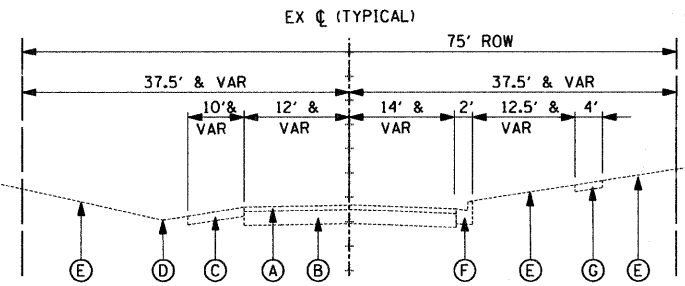 EX ℄ (TYPICAL)
75' ROW
37.5' & VAR 37.5' & VAR
10'& 12' & 14' & 2' 12.5' & 4'
VAR VAR VAR VAR
E D C A B F E G E